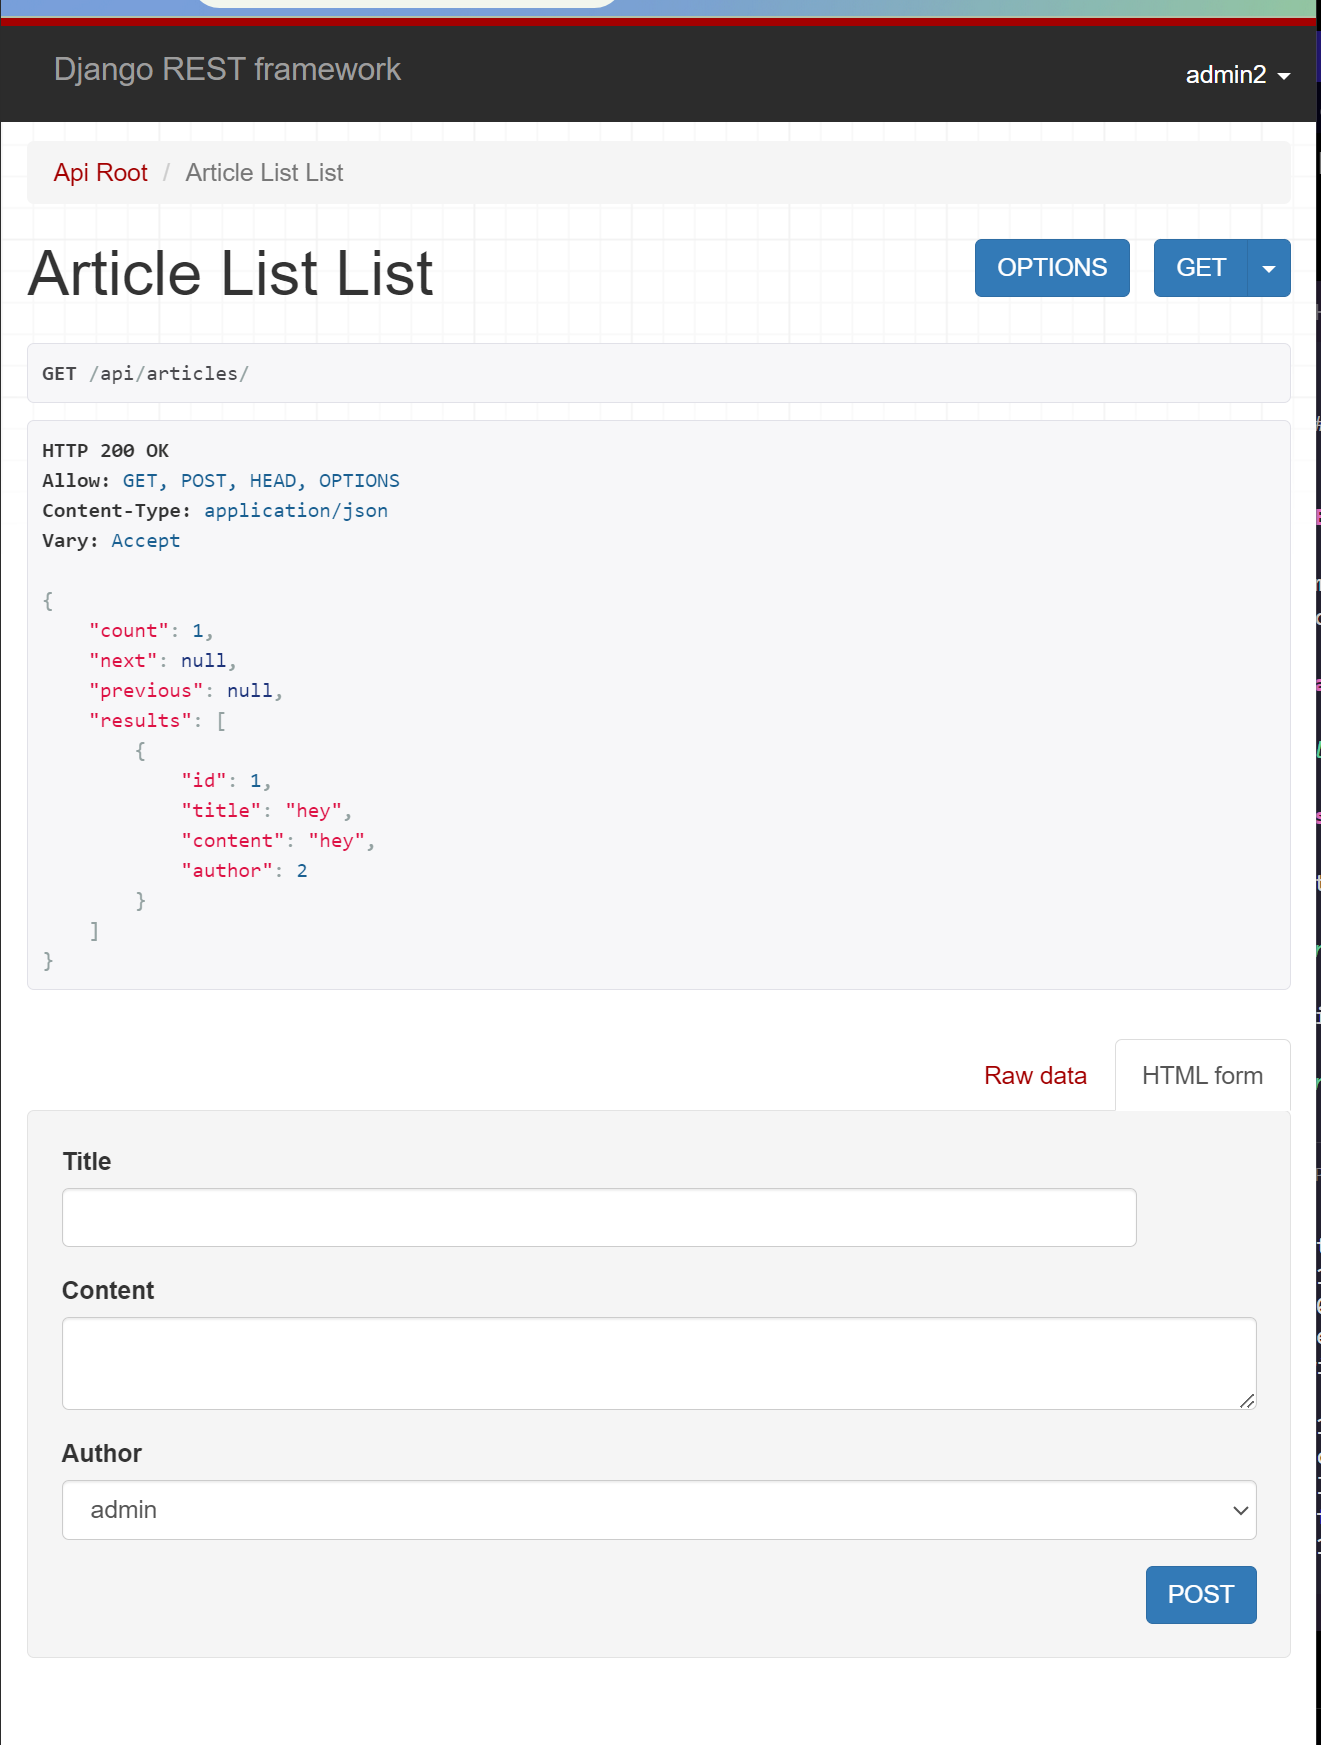 Django REST framework
admin2
Api Root / Article List List
Article List List
OPTIONS
GET
GET /api/articles/
HTTP 200 OK
Allow: GET, POST, HEAD, OPTIONS
Content-Type: application/json
Vary: Accept
{
    "count": 1,
    "next": null,
    "previous": null,
    "results": [
        {
            "id": 1,
            "title": "hey",
            "content": "hey",
            "author": 2
        }
    ]
}
Raw data
HTML form
Title
Content
Author
admin
POST